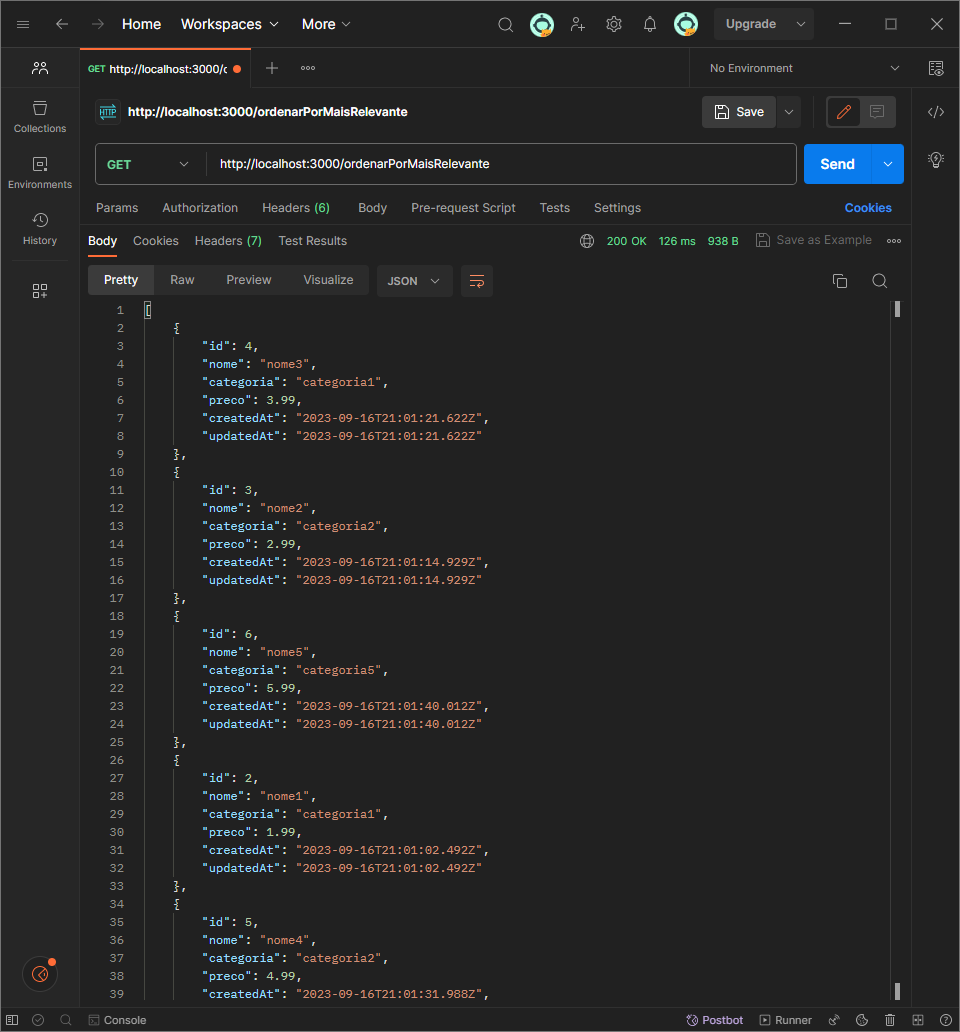 Home Workspaces More Upgrade
GET http://localhost:3000/c No Environment
HTTP http://localhost:3000/ordenarPorMaisRelevante Save
GET http://localhost:3000/ordenarPorMaisRelevante Send
Collections
Environments
History
Params Authorization Headers (6) Body Pre-request Script Tests Settings Cookies
Body Cookies Headers (7) Test Results 200 OK 126 ms 938 B Save as Example
Pretty Raw Preview Visualize JSON
1 [
2 {
3 "id": 4,
4 "nome": "nome3",
5 "categoria": "categoria1",
6 "preco": 3.99,
7 "createdAt": "2023-09-16T21:01:21.622Z",
8 "updatedAt": "2023-09-16T21:01:21.622Z"
9 },
10 {
11 "id": 3,
12 "nome": "nome2",
13 "categoria": "categoria2",
14 "preco": 2.99,
15 "createdAt": "2023-09-16T21:01:14.929Z",
16 "updatedAt": "2023-09-16T21:01:14.929Z"
17 },
18 {
19 "id": 6,
20 "nome": "nome5",
21 "categoria": "categoria5",
22 "preco": 5.99,
23 "createdAt": "2023-09-16T21:01:40.012Z",
24 "updatedAt": "2023-09-16T21:01:40.012Z"
25 },
26 {
27 "id": 2,
28 "nome": "nome1",
29 "categoria": "categoria1",
30 "preco": 1.99,
31 "createdAt": "2023-09-16T21:01:02.492Z",
32 "updatedAt": "2023-09-16T21:01:02.492Z"
33 },
34 {
35 "id": 5,
36 "nome": "nome4",
37 "categoria": "categoria2",
38 "preco": 4.99,
39 "createdAt": "2023-09-16T21:01:31.988Z",
Console Postbot Runner